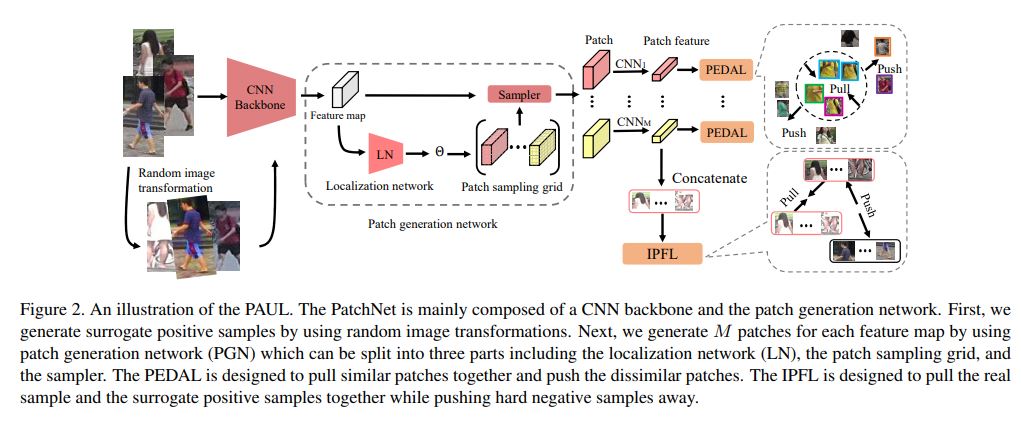 CNN
Backbone
Random image
transformation
Feature map
LN
Θ
Localization network
Sampler
Patch sampling grid
Patch generation network
Patch
Patch feature
CNN1
PEDAL
CNNM
PEDAL
Concatenate
IPFL
Push
Pull
Push
Pull
Push
Figure 2. An illustration of the PAUL. The PatchNet is mainly composed of a CNN backbone and the patch generation network. First, we
generate surrogate positive samples by using random image transformations. Next, we generate M patches for each feature map by using
patch generation network (PGN) which can be split into three parts including the localization network (LN), the patch sampling grid, and
the sampler. The PEDAL is designed to pull similar patches together and push the dissimilar patches. The IPFL is designed to pull the real
sample and the surrogate positive samples together while pushing hard negative samples away.